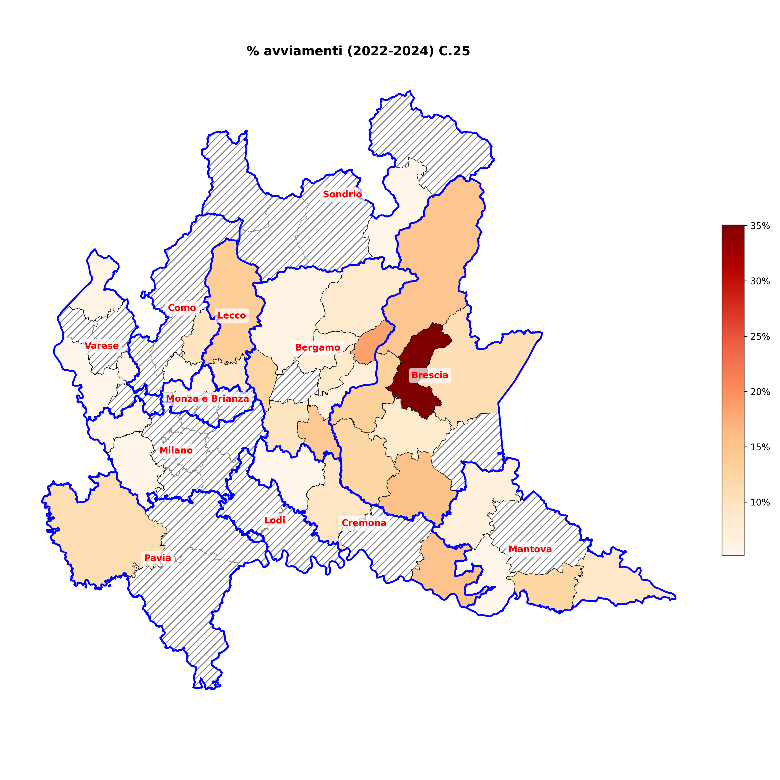 % avviamenti (2022-2024) C.25
Sondrio
35%
30%
Como
Lecco
Varese
Bergamo
25%
Brescia
20%
Monza e Brianza
Milano
15%
10%
Lodi
Cremona
Pavia
Mantova